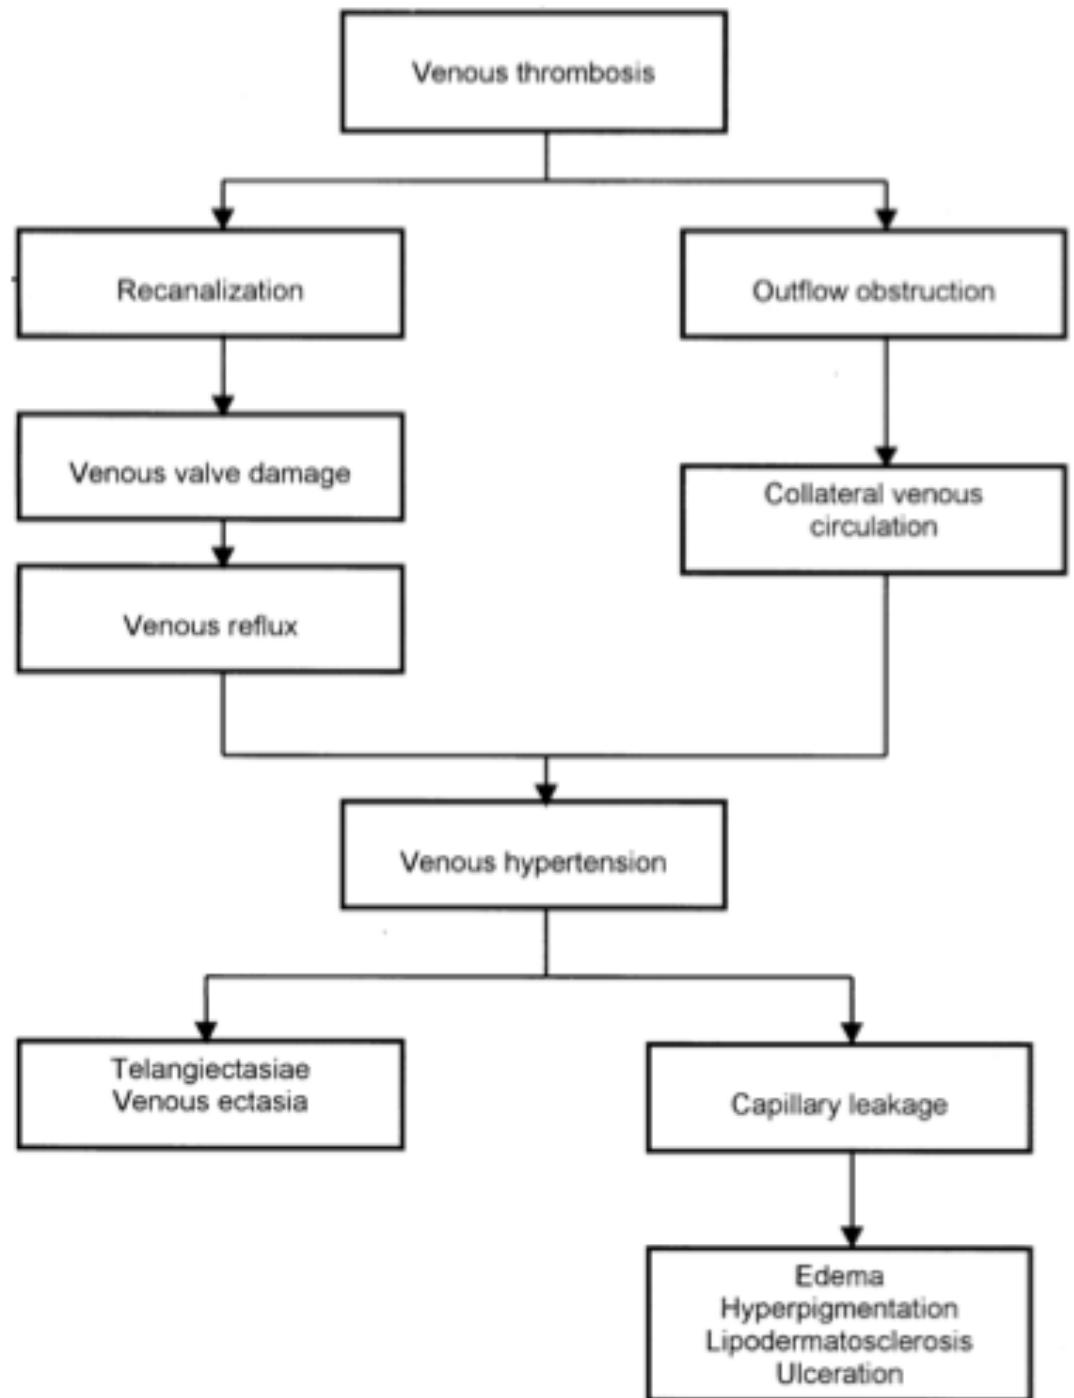 Venous thrombosis
Recanalization
Outflow obstruction
Venous valve damage
Collateral venous
circulation
Venous reflux
Venous hypertension
Telangiectasiae
Venous ectasia
Capillary leakage
Edema
Hyperpigmentation
Lipodermatosclerosis
Ulceration